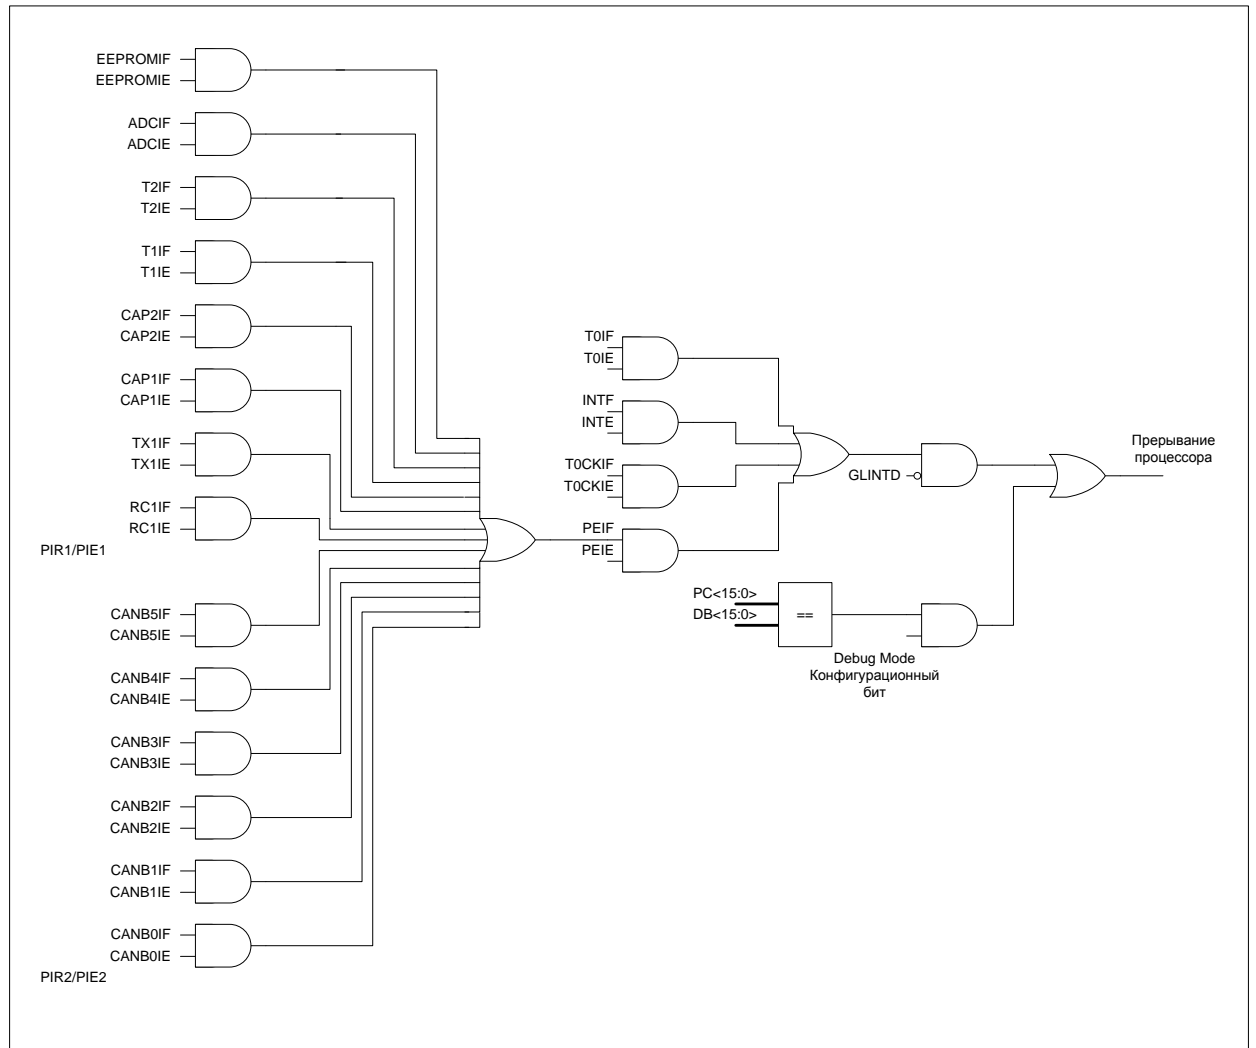 EEPROMIF
EEPROMIE
ADCIF
ADCIE
T2IF
T2IE
T1IF
T1IE
CAP2IF
CAP2IE
CAP1IF
CAP1IE
TX1IF
TX1IE
RC1IF
RC1IE
PIR1/PIE1
CANB5IF
CANB5IE
CANB4IF
CANB4IE
CANB3IF
CANB3IE
CANB2IF
CANB2IE
CANB1IF
CANB1IE
CANB0IF
CANB0IE
PIR2/PIE2
T0IF
T0IE
INTF
INTE
T0CKIF
T0CKIE
PEIF
PEIE
GLINTD
PC<15:0>
DB<15:0>
==
Debug Mode
Конфигурационный
бит
Прерывание
процессора